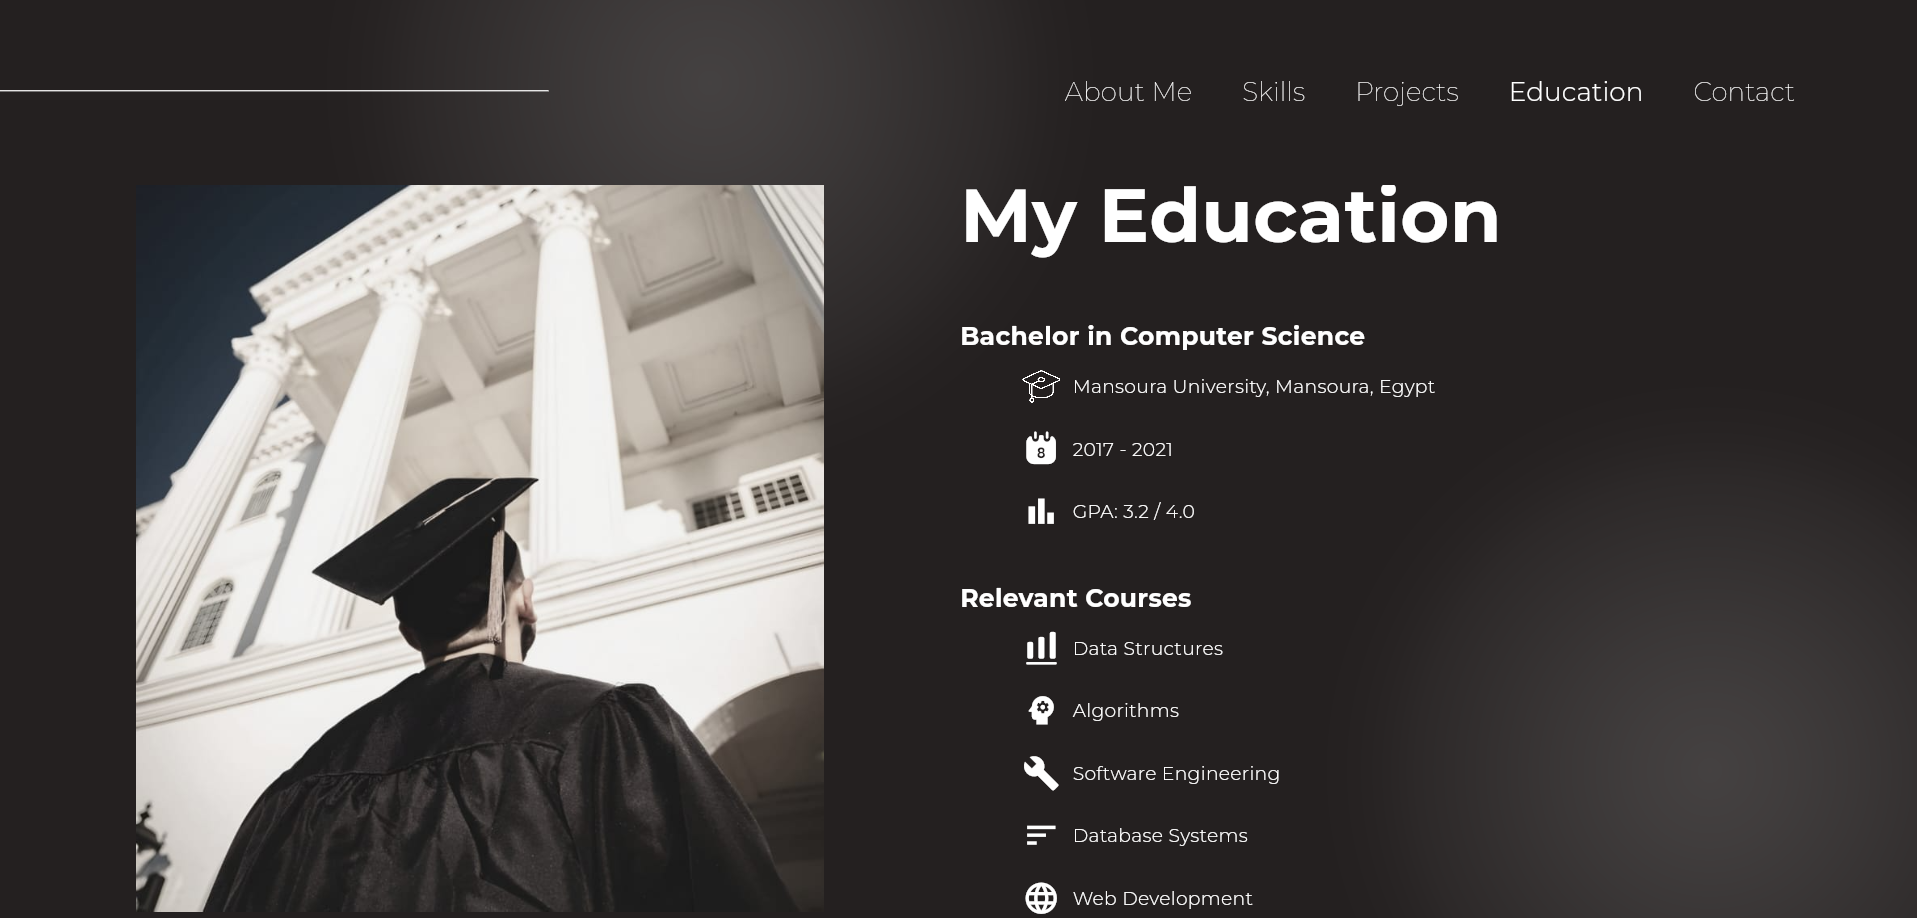 About Me Skills Projects Education Contact
My Education
Bachelor in Computer Science
Mansoura University, Mansoura, Egypt
8 2017 - 2021
GPA: 3.2 / 4.0
Relevant Courses
Data Structures
Algorithms
Software Engineering
Database Systems
Web Development